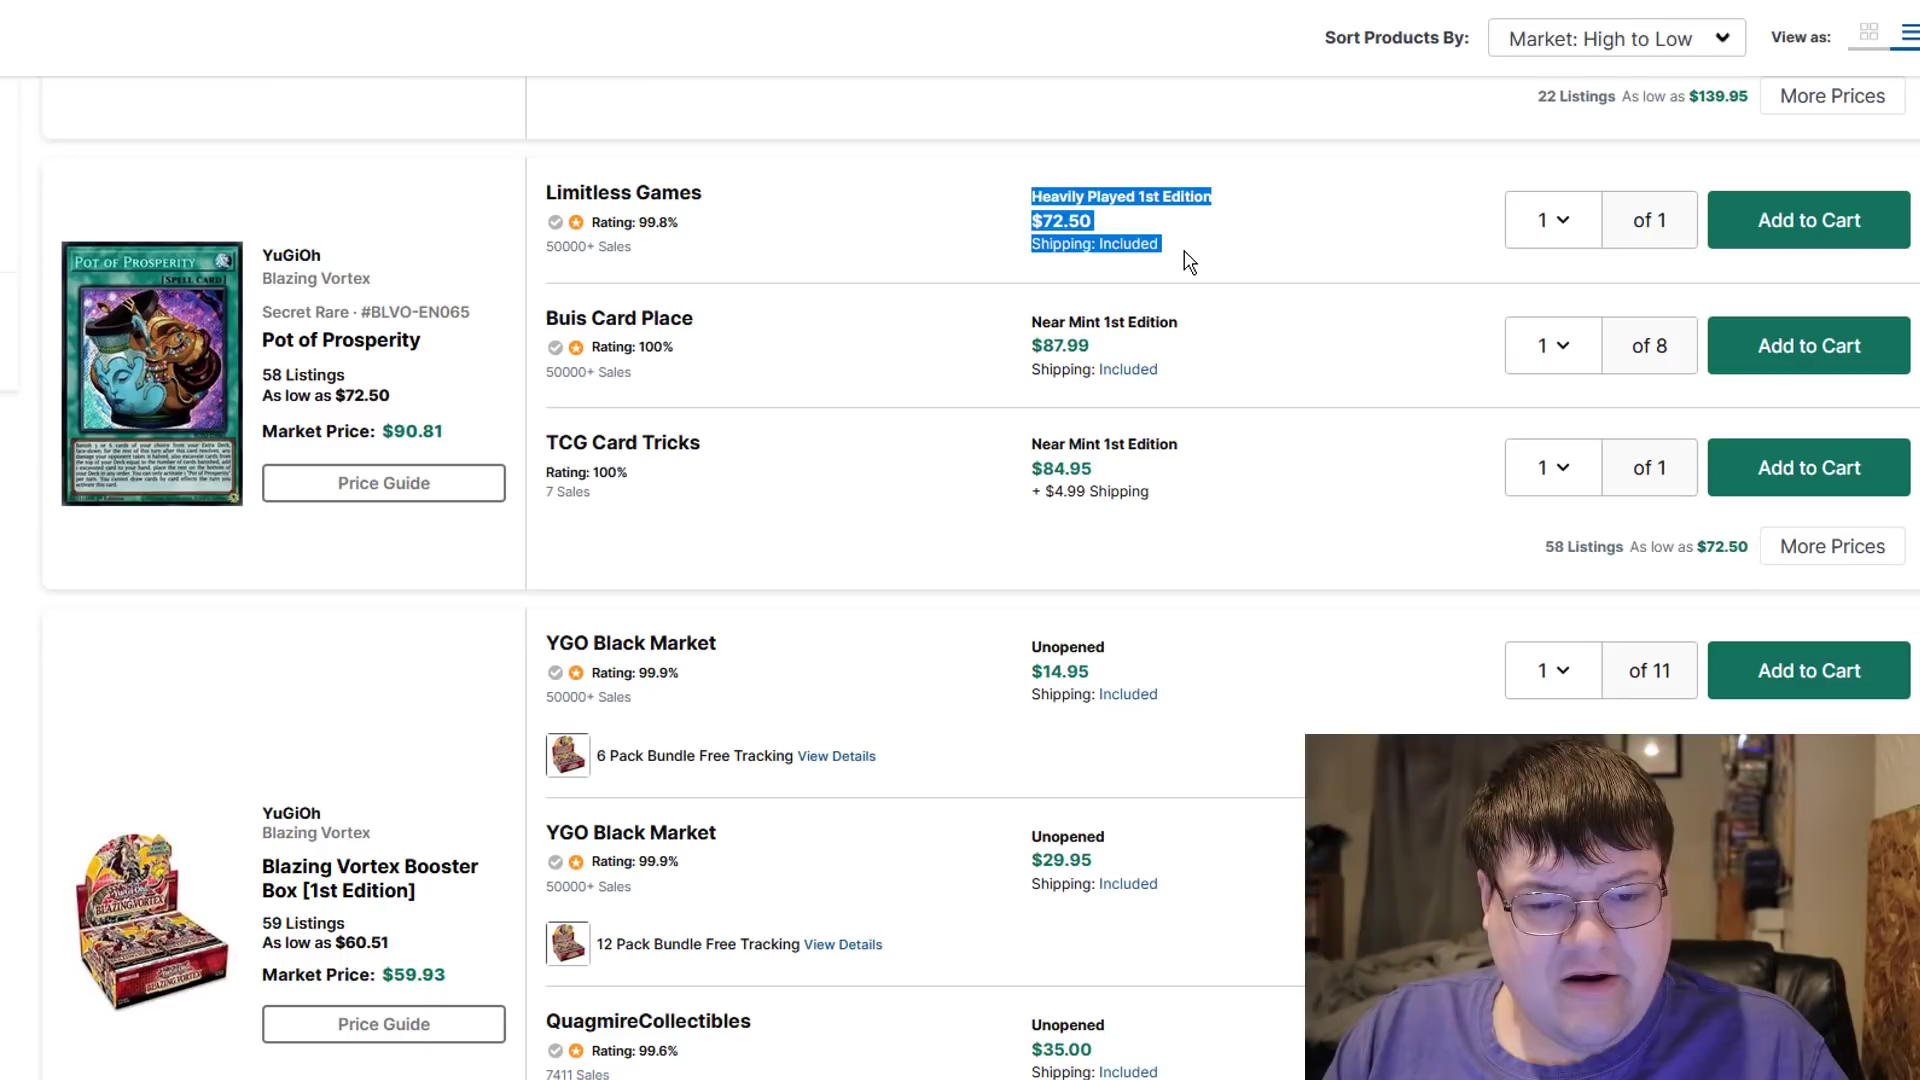 Sort Products By:
Market: High to Low
View as:
22 Listings As low as $139.95
More Prices
POT OF PROSPERITY
[SPELL CARD]
YuGiOh
Blazing Vortex
Secret Rare · #BLVO-EN065
Pot of Prosperity
58 Listings
As low as $72.50
Market Price: $90.81
Price Guide
Limitless Games
Rating: 99.8%
50000+ Sales
Heavily Played 1st Edition
$72.50
Shipping: Included
1
of 1
Add to Cart
Buis Card Place
Rating: 100%
50000+ Sales
Near Mint 1st Edition
$87.99
Shipping: Included
1
of 8
Add to Cart
TCG Card Tricks
Rating: 100%
7 Sales
Near Mint 1st Edition
$84.95
+ $4.99 Shipping
1
of 1
Add to Cart
58 Listings As low as $72.50
More Prices
BLAZING VORTEX
YuGiOh
Blazing Vortex
Blazing Vortex Booster
Box [1st Edition]
59 Listings
As low as $60.51
Market Price: $59.93
Price Guide
YGO Black Market
Rating: 99.9%
50000+ Sales
Unopened
$14.95
Shipping: Included
1
of 11
Add to Cart
6 Pack Bundle Free Tracking View Details
YGO Black Market
Rating: 99.9%
50000+ Sales
Unopened
$29.95
Shipping: Included
12 Pack Bundle Free Tracking View Details
QuagmireCollectibles
Rating: 99.6%
7411 Sales
Unopened
$35.00
Shipping: Included